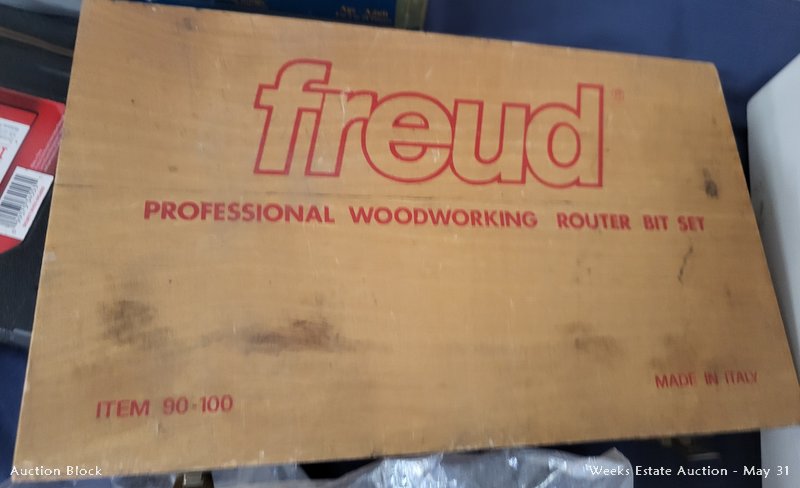 freud®
PROFESSIONAL WOODWORKING ROUTER BIT SET
ITEM 90-100
MADE IN ITALY
Auction Block
Weeks Estate Auction - May 31